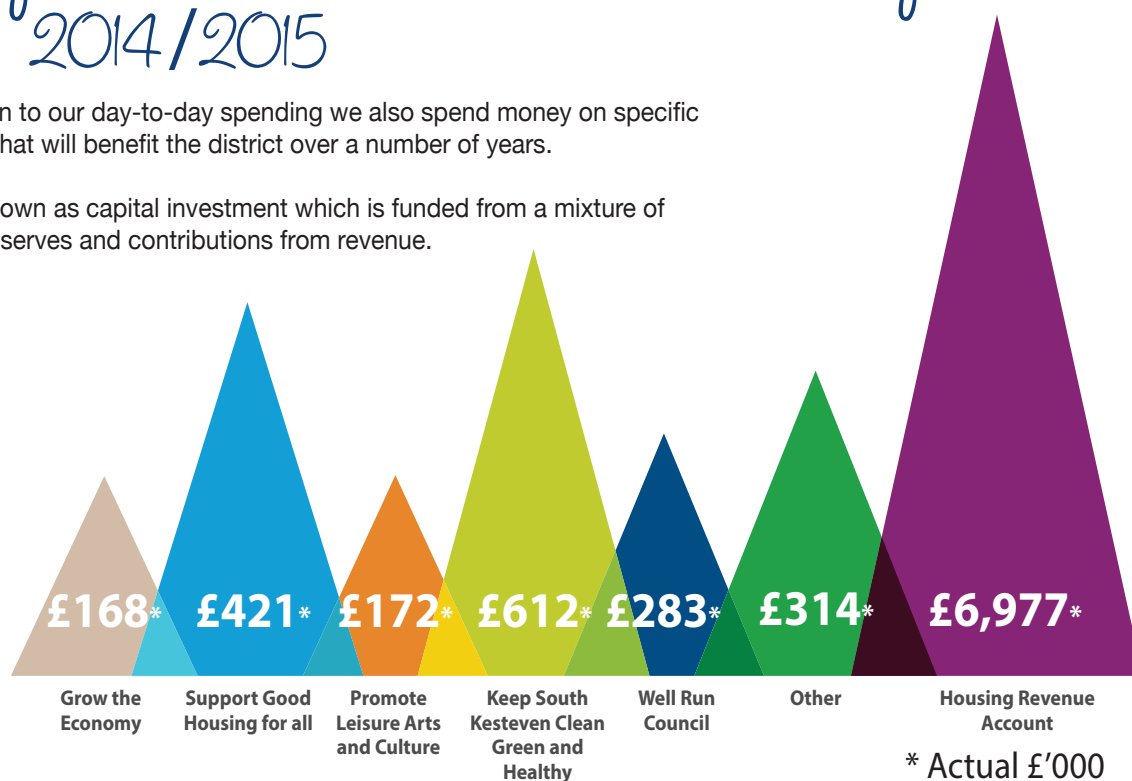 2014/2015
to our day-to-day spending we also spend money on specific
that will benefit the district over a number of years.
as capital investment which is funded from a mixture of
and contributions from revenue.
£168* £421* £172* £612* £283* £314* £6,977*
Grow the
Economy
Support Good
Housing for all
Promote
Leisure Arts
and Culture
Keep South
Kesteven Clean
Green and
Healthy
Well Run
Council
Other
Housing Revenue
Account
* Actual £'000